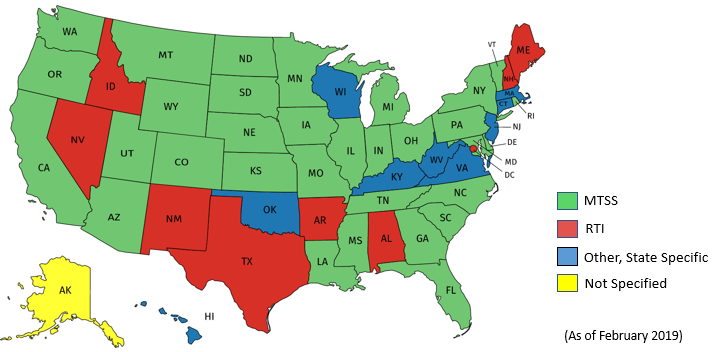 WA
MT
ND
MN
VT
ME
OR
ID
SD
WI
NH
WY
MI
NY
MA
CT
RI
NV
NE
IA
PA
NJ
UT
CO
IL
IN
OH
DE
CA
KS
MO
WV
VA
MD
KY
DC
AZ
NM
OK
AR
TN
NC
SC
TX
MS
AL
GA
LA
FL
AK
HI
MTSS
RTI
Other, State Specific
Not Specified
(As of February 2019)